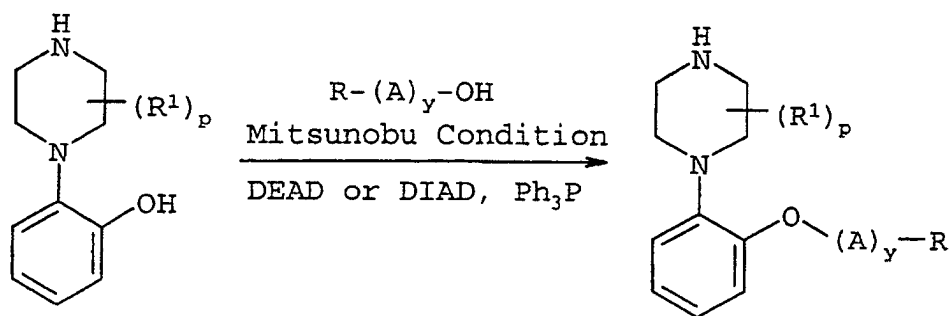 H
N
(R¹)ₚ
N
OH
R-(A)ᵧ-OH
Mitsunobu Condition
DEAD or DIAD, Ph₃P
H
N
(R¹)ₚ
N
O
(A)ᵧ-R